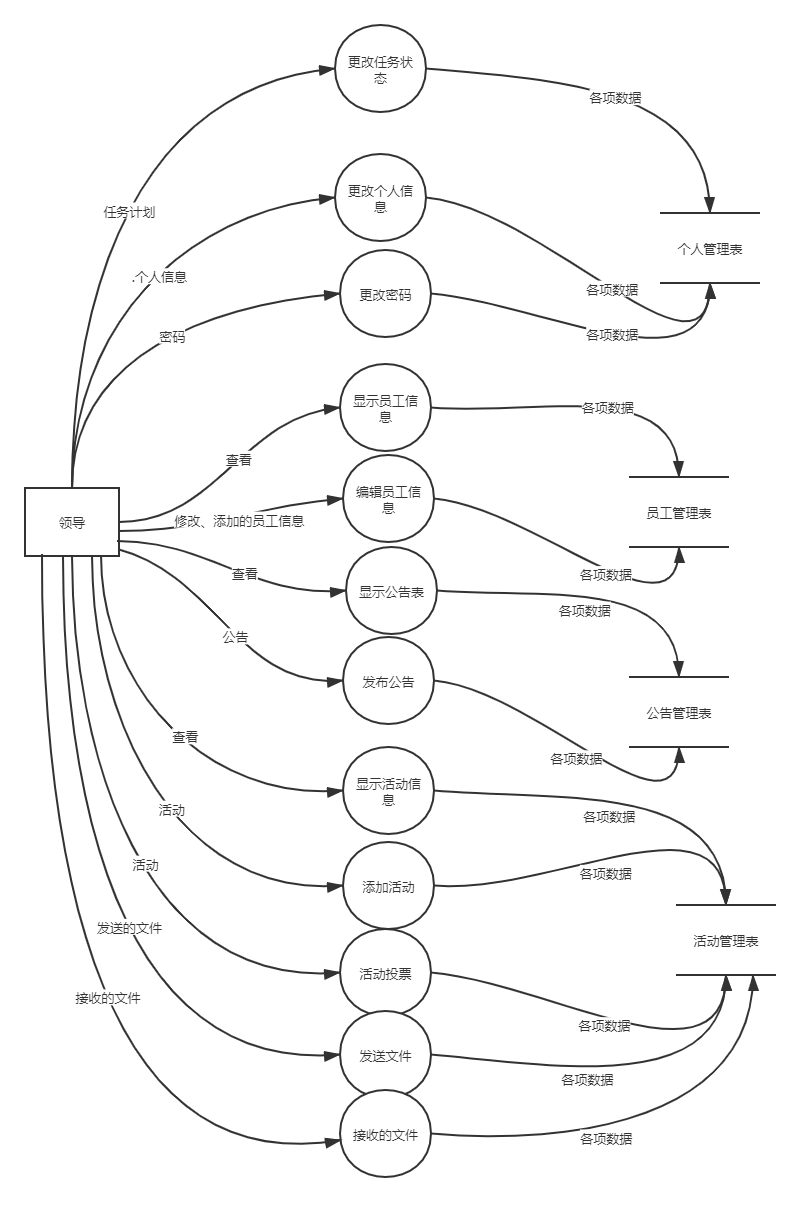 更改任务状
态
各项数据
更改个人信
息
任务计划
个人管理表
.个人信息
各项数据
更改密码
密码
各项数据
显示员工信
息
各项数据
查看
编辑员工信
息
员工管理表
领导
修改、添加的员工信息
查看
各项数据
显示公告表
各项数据
公告
发布公告
公告管理表
查看
各项数据
显示活动信
息
活动
各项数据
活动
各项数据
添加活动
发送的文件
活动管理表
活动投票
接收的文件
各项数据
发送文件
各项数据
接收的文件
各项数据